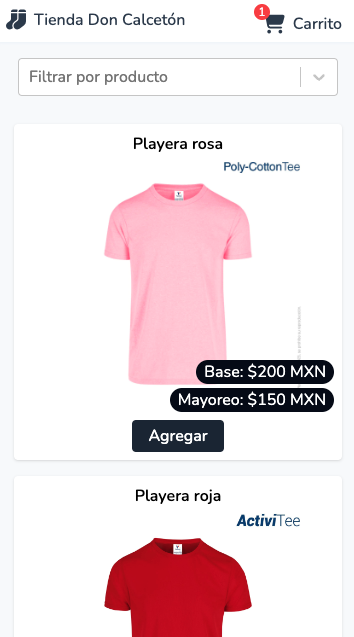 Tienda Don Calcetón
1
Carrito
Filtrar por producto
Playera rosa
Poly-CottonTee
Base: $200 MXN
Mayoreo: $150 MXN
Agregar
Playera roja
ActiviTee